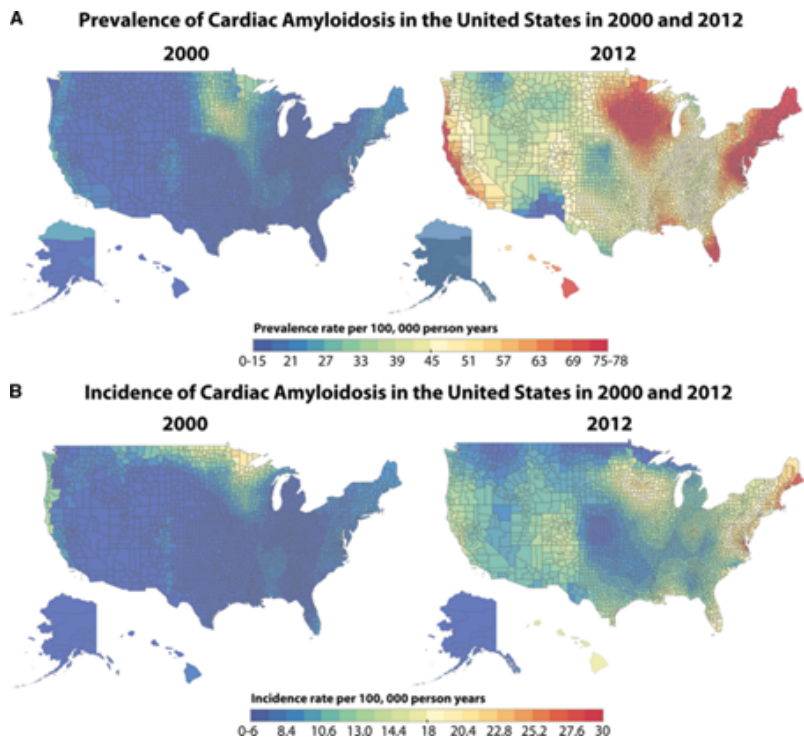 A Prevalence of Cardiac Amyloidosis in the United States in 2000 and 2012
2000 2012
Prevalence rate per 100, 000 person years
0-15 21 27 33 39 45 51 57 63 69 75-78
B Incidence of Cardiac Amyloidosis in the United States in 2000 and 2012
2000 2012
Incidence rate per 100, 000 person years
0-6 8.4 10.6 13.0 14.4 18 20.4 22.8 25.2 27.6 30